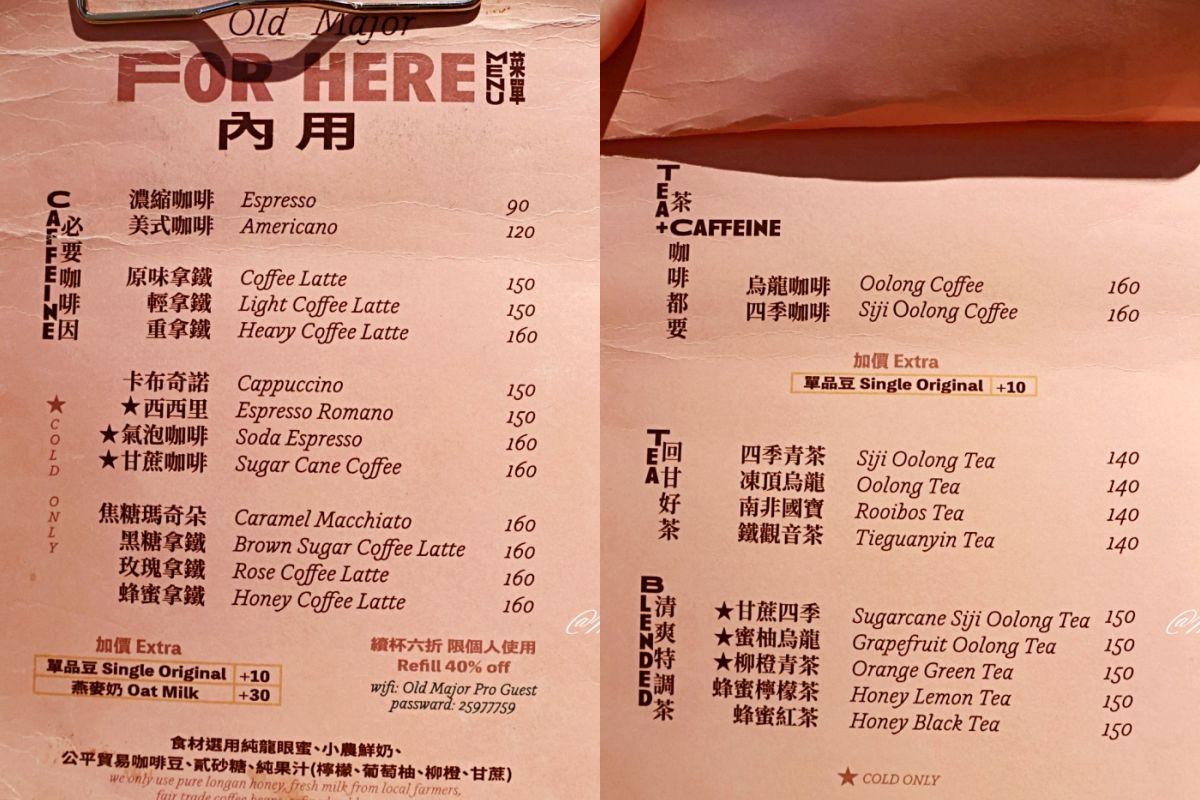 Old Major
FOR HERE MENU 菜單
內用
CAFFEINE 必要咖啡因
濃縮咖啡 Espresso 90
美式咖啡 Americano 120
原味拿鐵 Coffee Latte 150
輕拿鐵 Light Coffee Latte 150
重拿鐵 Heavy Coffee Latte 160
卡布奇諾 Cappuccino 150
★西西里 Espresso Romano 150
★氣泡咖啡 Soda Espresso 160
★甘蔗咖啡 Sugar Cane Coffee 160
★COLD ONLY
焦糖瑪奇朵 Caramel Macchiato 160
黑糖拿鐵 Brown Sugar Coffee Latte 160
玫瑰拿鐵 Rose Coffee Latte 160
蜂蜜拿鐵 Honey Coffee Latte 160
加價 Extra
單品豆 Single Original +10
燕麥奶 Oat Milk +30
續杯六折 限個人使用
Refill 40% off
wifi: Old Major Pro Guest
passward: 25977759
食材選用純龍眼蜜、小農鮮奶、
公平貿易咖啡豆、貳砂糖、純果汁(檸檬、葡萄柚、柳橙、甘蔗)
we only use pure longan honey, fresh milk from local farmers,
fair trade coffee beans,
TEA+CAFFEINE 茶咖啡都要
烏龍咖啡 Oolong Coffee 160
四季咖啡 Siji Oolong Coffee 160
加價 Extra
單品豆 Single Original +10
TEA 回甘好茶
四季青茶 Siji Oolong Tea 140
凍頂烏龍 Oolong Tea 140
南非國寶 Rooibos Tea 140
鐵觀音茶 Tieguanyin Tea 140
BLENDED 清爽特調茶
★甘蔗四季 Sugarcane Siji Oolong Tea 150
★蜜柚烏龍 Grapefruit Oolong Tea 150
★柳橙青茶 Orange Green Tea 150
蜂蜜檸檬茶 Honey Lemon Tea 150
蜂蜜紅茶 Honey Black Tea 150
★COLD ONLY